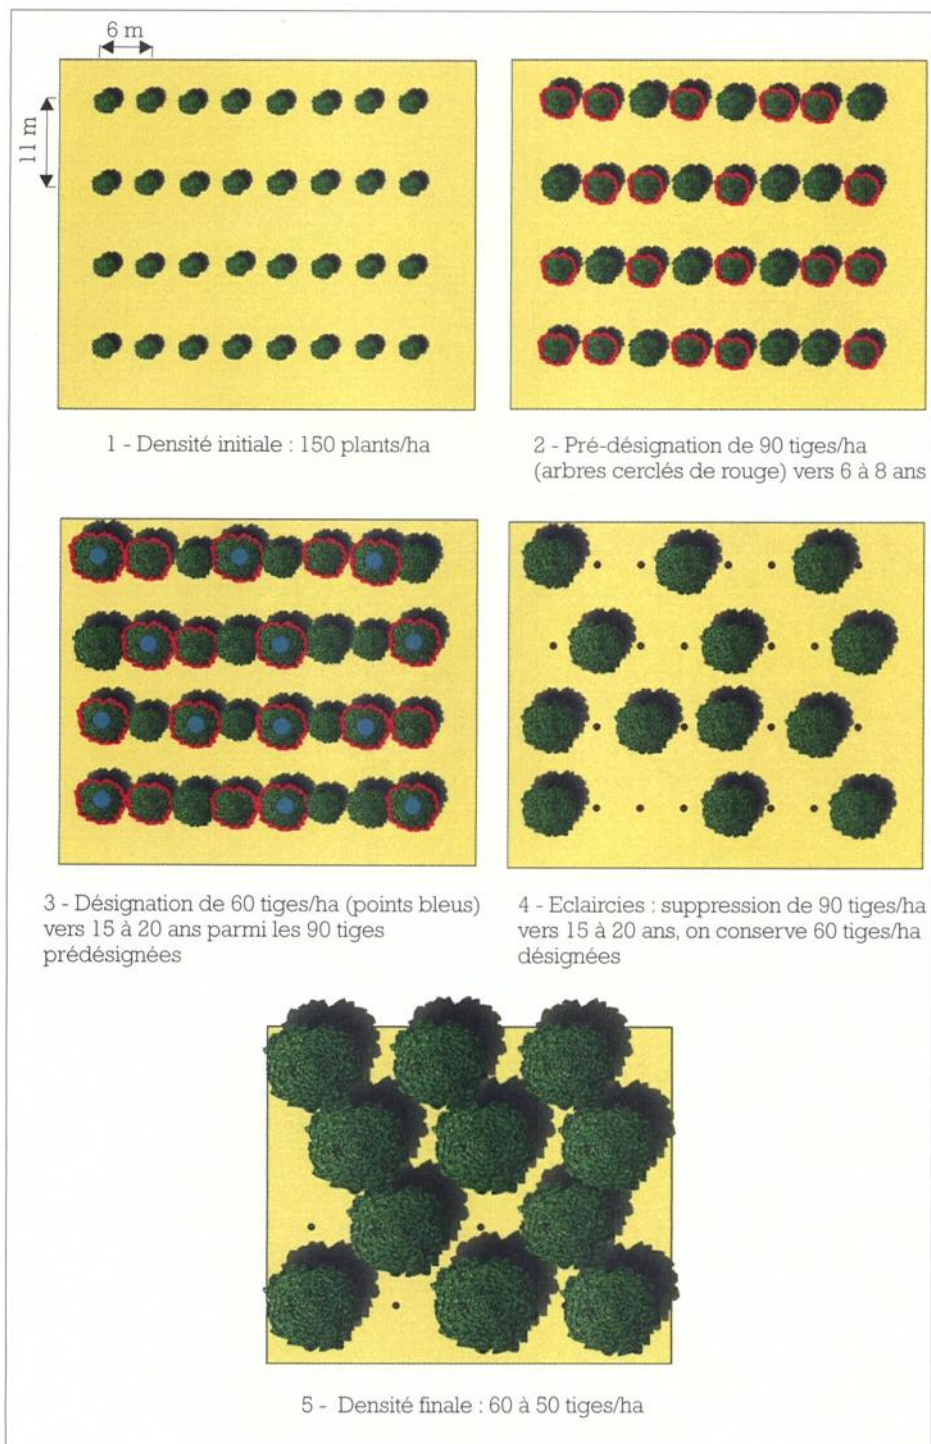 6 m
11 m
1 - Densité initiale : 150 plants/ha
2 - Pré-désignation de 90 tiges/ha
(arbres cerclés de rouge) vers 6 à 8 ans
3 - Désignation de 60 tiges/ha (points bleus)
vers 15 à 20 ans parmi les 90 tiges
prédésignées
4 - Eclaircies : suppression de 90 tiges/ha
vers 15 à 20 ans, on conserve 60 tiges/ha
désignées
5 - Densité finale : 60 à 50 tiges/ha